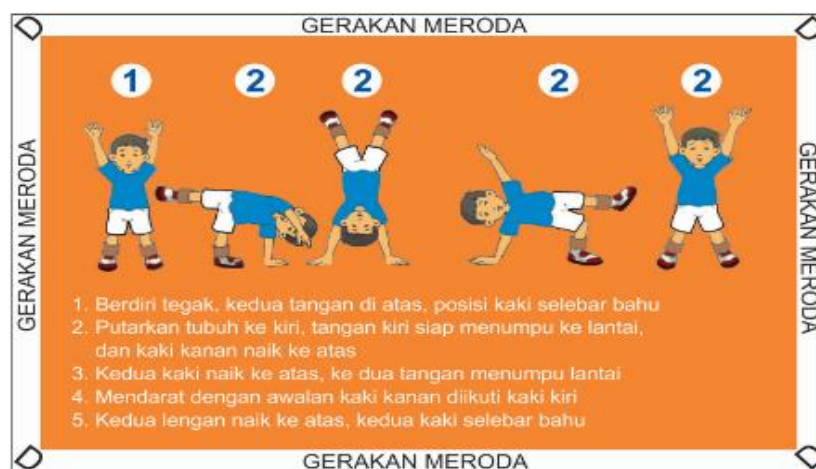 D GERAKAN MERODA D
1 2 2 2 2
GERAKAN MERODA
GERAKAN MERODA
1. Berdiri tegak, kedua tangan di atas, posisi kaki selebar bahu
2. Putarkan tubuh ke kiri, tangan kiri siap menumpu ke lantai,
dan kaki kanan naik ke atas
3. Kedua kaki naik ke atas, ke dua tangan menumpu lantai
4. Mendarat dengan awalan kaki kanan diikuti kaki kiri
5. Kedua lengan naik ke atas, kedua kaki selebar bahu
D GERAKAN MERODA D